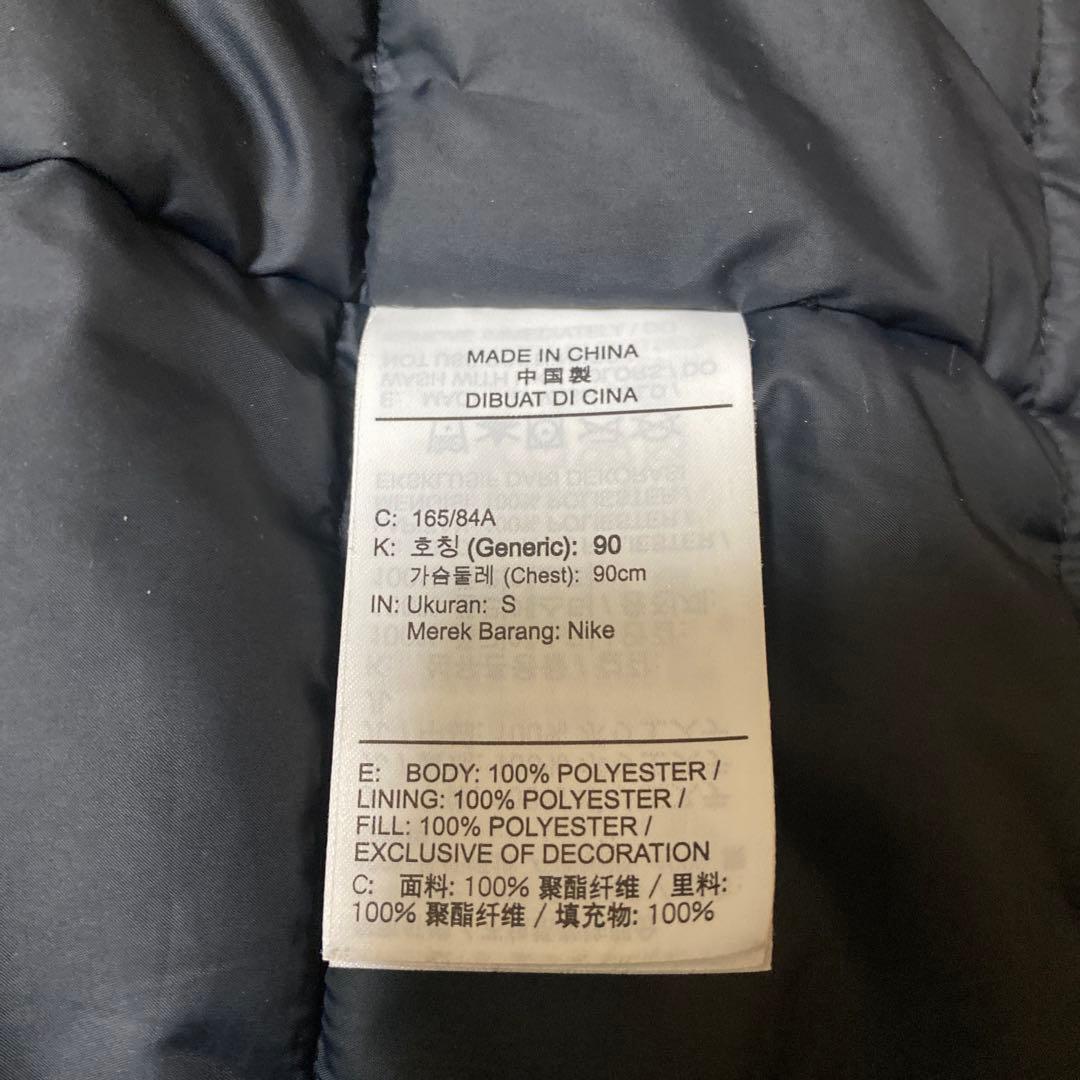 MADE IN CHINA
中国製
DIBUAT DI CINA
C: 165/84A
K: 호칭 (Generic): 90
가슴둘레 (Chest): 90cm
IN: Ukuran: S
Merek Barang: Nike
E: BODY: 100% POLYESTER /
LINING: 100% POLYESTER /
FILL: 100% POLYESTER /
EXCLUSIVE OF DECORATION
C: 面料: 100% 聚酯纤维 / 里料:
100% 聚酯纤维 / 填充物: 100%